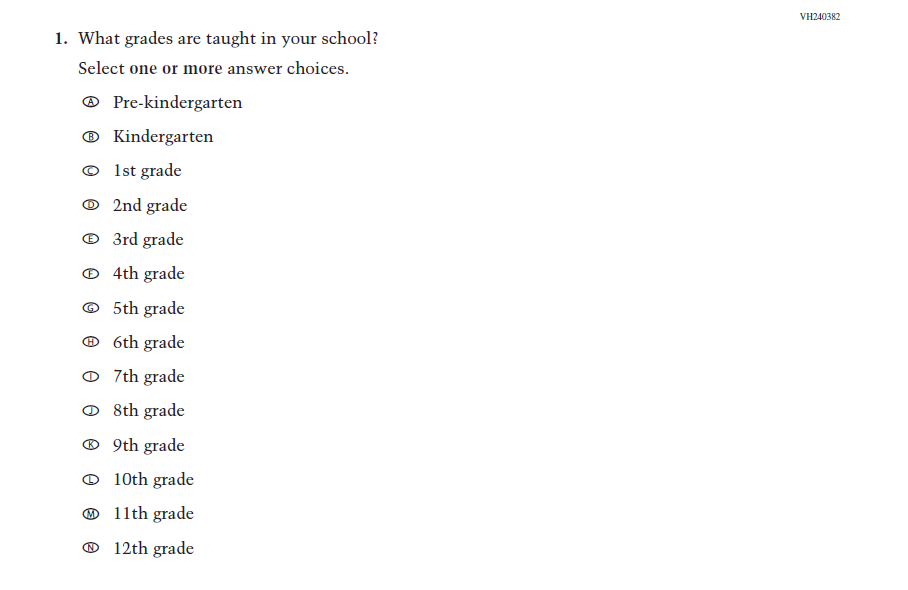 VH240382
1. What grades are taught in your school?
Select one or more answer choices.
A Pre-kindergarten
B Kindergarten
C 1st grade
D 2nd grade
E 3rd grade
F 4th grade
G 5th grade
H 6th grade
I 7th grade
J 8th grade
K 9th grade
L 10th grade
M 11th grade
N 12th grade